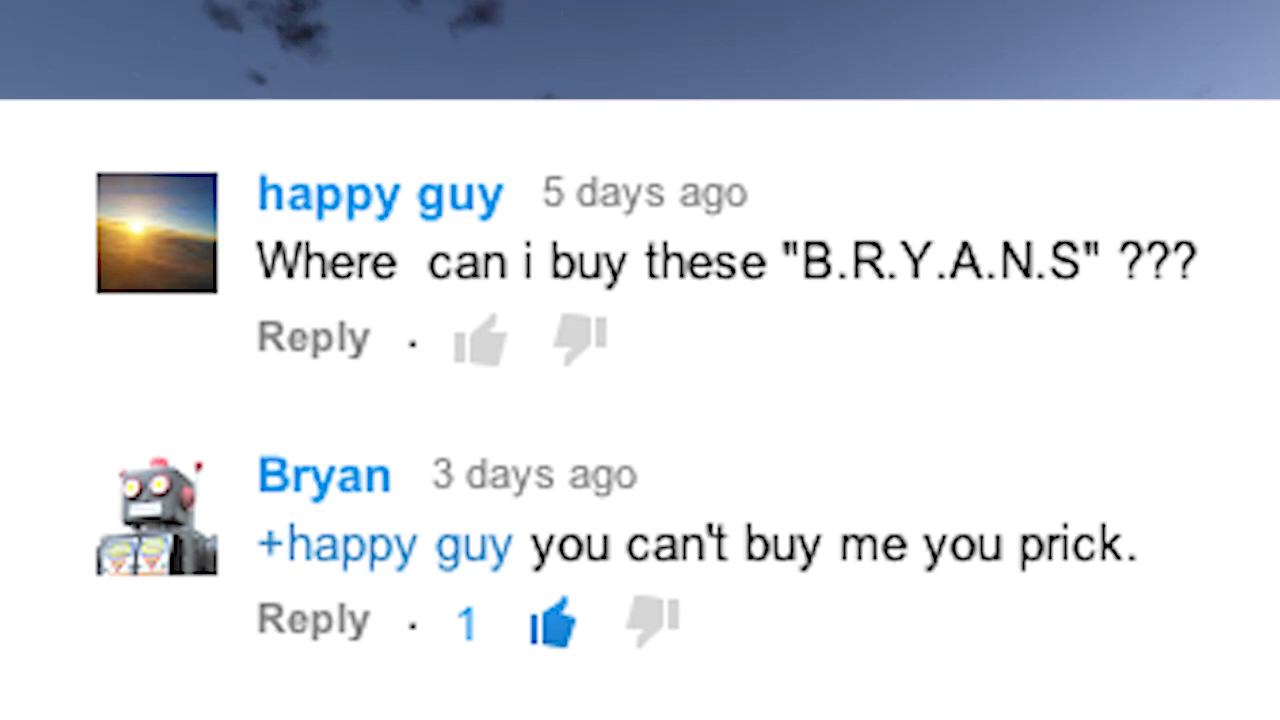 happy guy 5 days ago
Where can i buy these "B.R.Y.A.N.S" ???
Reply .
Bryan 3 days ago
+happy guy you can't buy me you prick.
Reply . 1